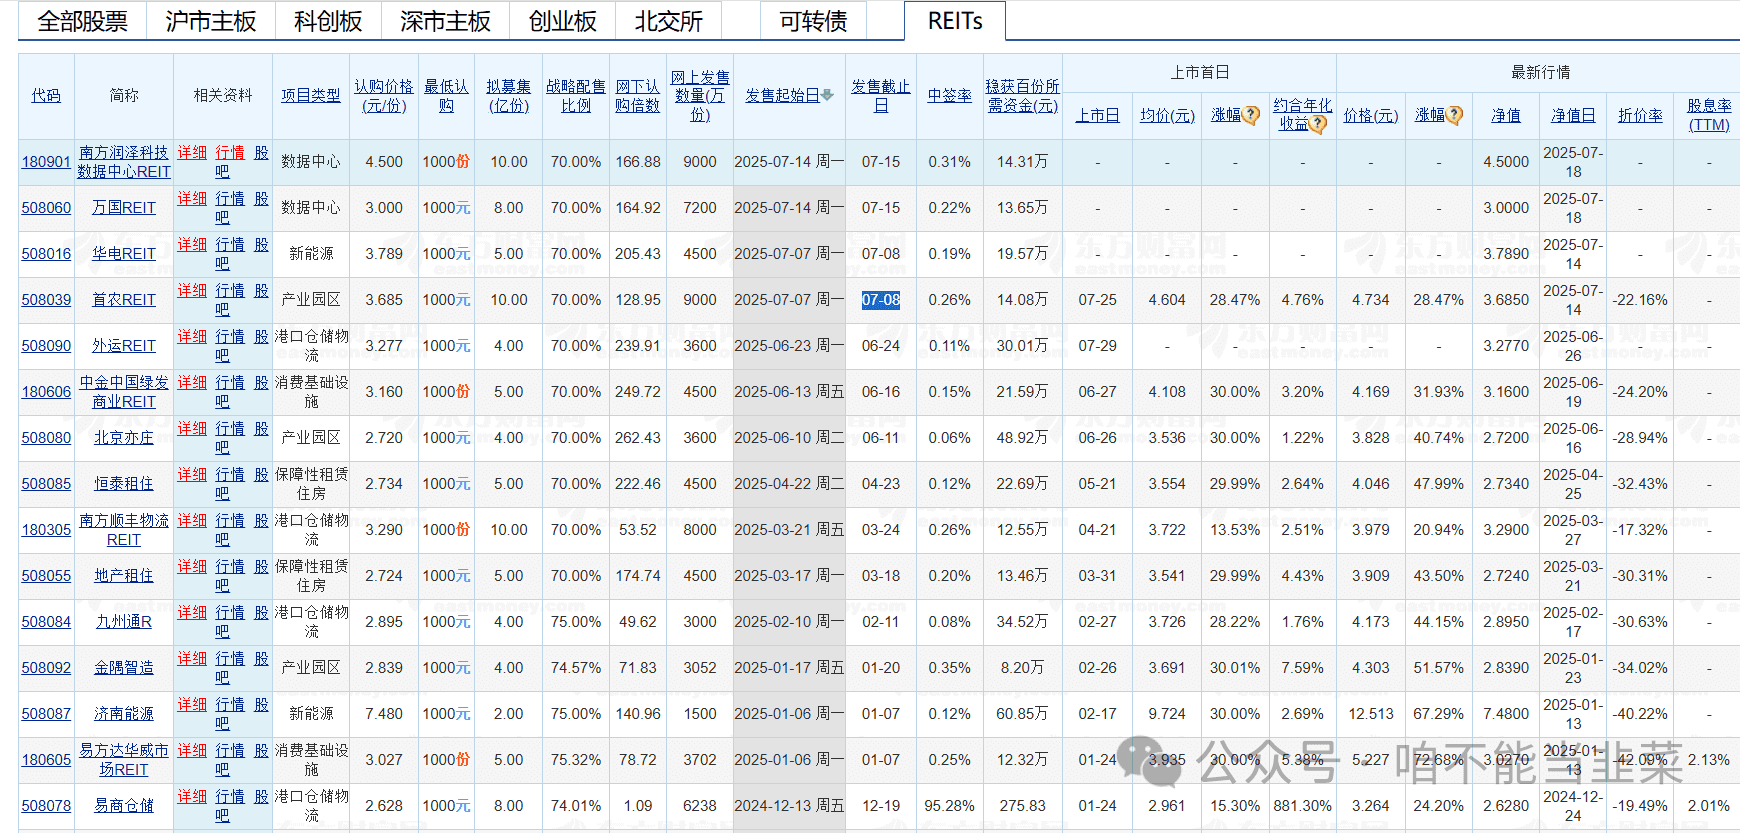 全部股票 沪市主板 科创板 深市主板 创业板 北交所 可转债 REITs
代码 简称 相关资料 项目类型 认购价格(元/份) 最低认购 拟募集(亿份) 战略配售比例 网下认购倍数 网上发售数量(万份) 发售起始日 发售截止日 中签率 稳获百份所需资金(元) 上市首日 最新行情
上市日 均价(元) 涨幅 约合年化收益 价格(元) 涨幅 净值 净值日 折价率 股息率(TTM)
180901 南方润泽科技数据中心REIT 详细 行情 股吧 数据中心 4.500 1000份 10.00 70.00% 166.88 9000 2025-07-14 周一 07-15 0.31% 14.31万 - - - - - - 4.5000 2025-07-18 - -
508060 万国REIT 详细 行情 股吧 数据中心 3.000 1000元 8.00 70.00% 164.92 7200 2025-07-14 周一 07-15 0.22% 13.65万 - - - - - - 3.0000 2025-07-18 - -
508016 华电REIT 详细 行情 股吧 新能源 3.789 1000元 5.00 70.00% 205.43 4500 2025-07-07 周一 07-08 0.19% 19.57万 - - - - - - 3.7890 2025-07-14 - -
508039 首农REIT 详细 行情 股吧 产业园区 3.685 1000元 10.00 70.00% 128.95 9000 2025-07-07 周一 07-08 0.26% 14.08万 07-25 4.604 28.47% 4.76% 4.734 28.47% 3.6850 2025-07-14 -22.16% -
508090 外运REIT 详细 行情 股吧 港口仓储物流 3.277 1000元 4.00 70.00% 239.91 3600 2025-06-23 周一 06-24 0.11% 30.01万 07-29 - - - - - 3.2770 2025-06-26 - -
180606 中金中国绿发商业REIT 详细 行情 股吧 消费基础设施 3.160 1000份 5.00 70.00% 249.72 4500 2025-06-13 周五 06-16 0.15% 21.59万 06-27 4.108 30.00% 3.20% 4.169 31.93% 3.1600 2025-06-19 -24.20% -
508080 北京亦庄 详细 行情 股吧 产业园区 2.720 1000元 4.00 70.00% 262.43 3600 2025-06-10 周二 06-11 0.06% 48.92万 06-26 3.536 30.00% 1.22% 3.828 40.74% 2.7200 2025-06-16 -28.94% -
508085 恒泰租住 详细 行情 股吧 保障性租赁住房 2.734 1000元 5.00 70.00% 222.46 4500 2025-04-22 周二 04-23 0.12% 22.69万 05-21 3.554 29.99% 2.64% 4.046 47.99% 2.7340 2025-04-25 -32.43% -
180305 南方顺丰物流REIT 详细 行情 股吧 港口仓储物流 3.290 1000份 10.00 70.00% 53.52 8000 2025-03-21 周五 03-24 0.26% 12.55万 04-21 3.722 13.53% 2.51% 3.979 20.94% 3.2900 2025-03-27 -17.32% -
508055 地产租住 详细 行情 股吧 保障性租赁住房 2.724 1000元 5.00 70.00% 174.74 4500 2025-03-17 周一 03-18 0.20% 13.46万 03-31 3.541 29.99% 4.43% 3.909 43.50% 2.7240 2025-03-21 -30.31% -
508084 九州通R 详细 行情 股吧 港口仓储物流 2.895 1000元 4.00 75.00% 49.62 3000 2025-02-10 周一 02-11 0.08% 34.52万 02-27 3.726 28.22% 1.76% 4.173 44.15% 2.8950 2025-02-17 -30.63% -
508092 金隅智造 详细 行情 股吧 产业园区 2.839 1000元 4.00 74.57% 71.83 3052 2025-01-17 周五 01-20 0.35% 8.20万 02-26 3.691 30.01% 7.59% 4.303 51.57% 2.8390 2025-01-23 -34.02% -
508087 济南能源 详细 行情 股吧 新能源 7.480 1000元 2.00 75.00% 140.96 1500 2025-01-06 周一 01-07 0.12% 60.85万 02-17 9.724 30.00% 2.69% 12.513 67.29% 7.4800 2025-01-13 -40.22% -
180605 易方达华威市场REIT 详细 行情 股吧 消费基础设施 3.027 1000份 5.00 75.32% 78.72 3702 2025-01-06 周一 01-07 0.25% 12.32万 01-24 3.935 30.00% 5.38% 5.227 72.68% 3.0270 2025-01-13 -42.09% 2.13%
508078 易商仓储 详细 行情 股吧 港口仓储物流 2.628 1000元 8.00 74.01% 1.09 6238 2024-12-13 周五 12-19 95.28% 275.83 01-24 2.961 15.30% 881.30% 3.264 24.20% 2.6280 2024-12-24 -19.49% 2.01%
公众号 · 咱不能当韭菜
东方财富网
eastmoney.com